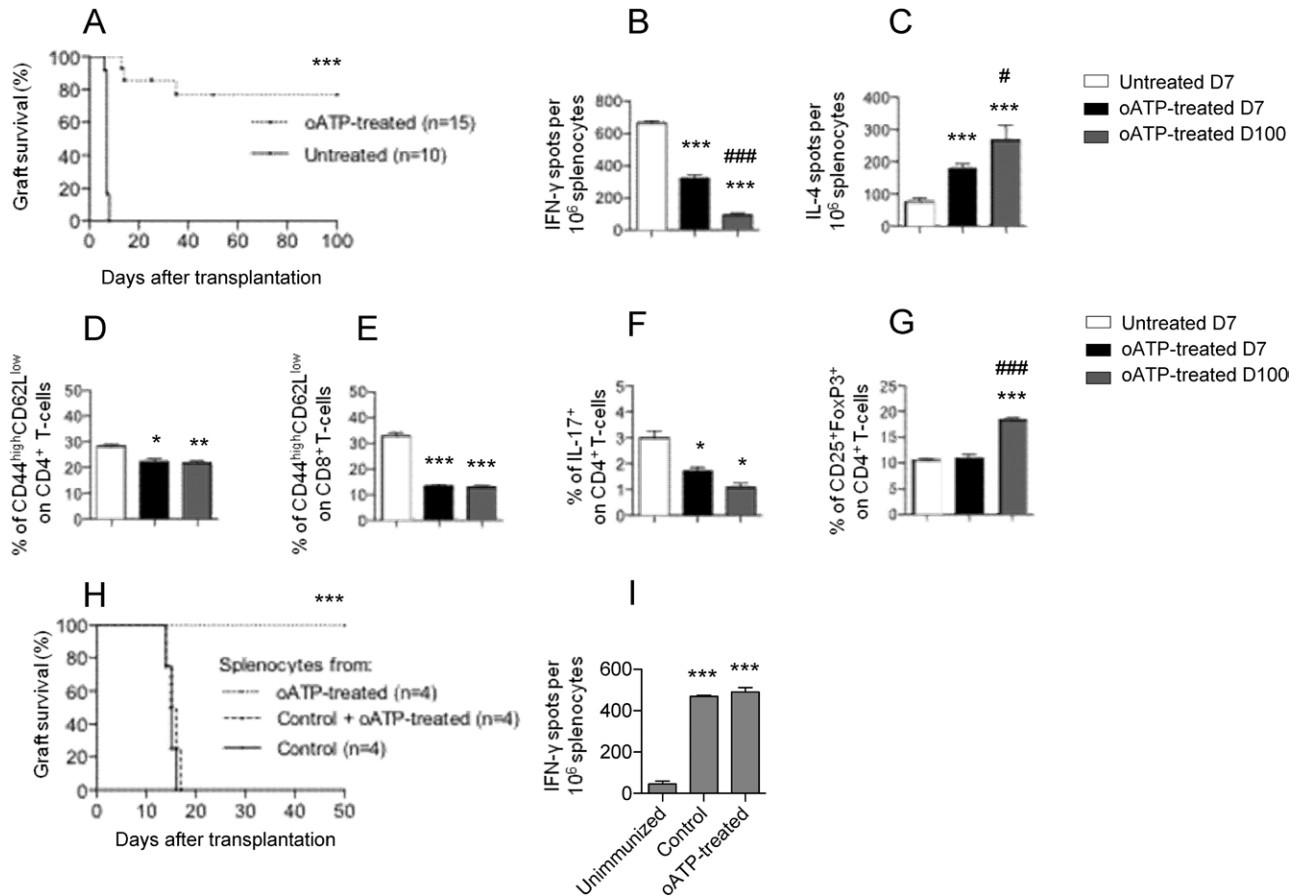 A
Graft survival (%)
100
80
60
40
20
0
0 20 40 60 80 100
Days after transplantation
***
oATP-treated (n=15)
Untreated (n=10)
B
IFN-γ spots per
10⁶ splenocytes
800
600
400
200
0
***
###
***
C
IL-4 spots per
10⁶ splenocytes
400
300
200
100
0
***
#
***
Untreated D7
oATP-treated D7
oATP-treated D100
D
% of CD44ʰⁱᵍʰCD62Lˡᵒʷ
on CD4⁺ T-cells
50
40
30
20
10
0
*
**
E
% of CD44ʰⁱᵍʰCD62Lˡᵒʷ
on CD8⁺ T-cells
50
40
30
20
10
0
***
***
F
% of IL-17⁺
on CD4⁺ T-cells
5
4
3
2
1
0
*
*
G
% of CD25⁺FoxP3⁺
on CD4⁺ T-cells
25
20
15
10
5
0
###
***
Untreated D7
oATP-treated D7
oATP-treated D100
H
Graft survival (%)
100
80
60
40
20
0
0 10 20 30 40 50
Days after transplantation
***
Splenocytes from:
oATP-treated (n=4)
Control + oATP-treated (n=4)
Control (n=4)
I
IFN-γ spots per
10⁶ splenocytes
600
400
200
0
***
***
Unimmunized
Control
oATP-treated